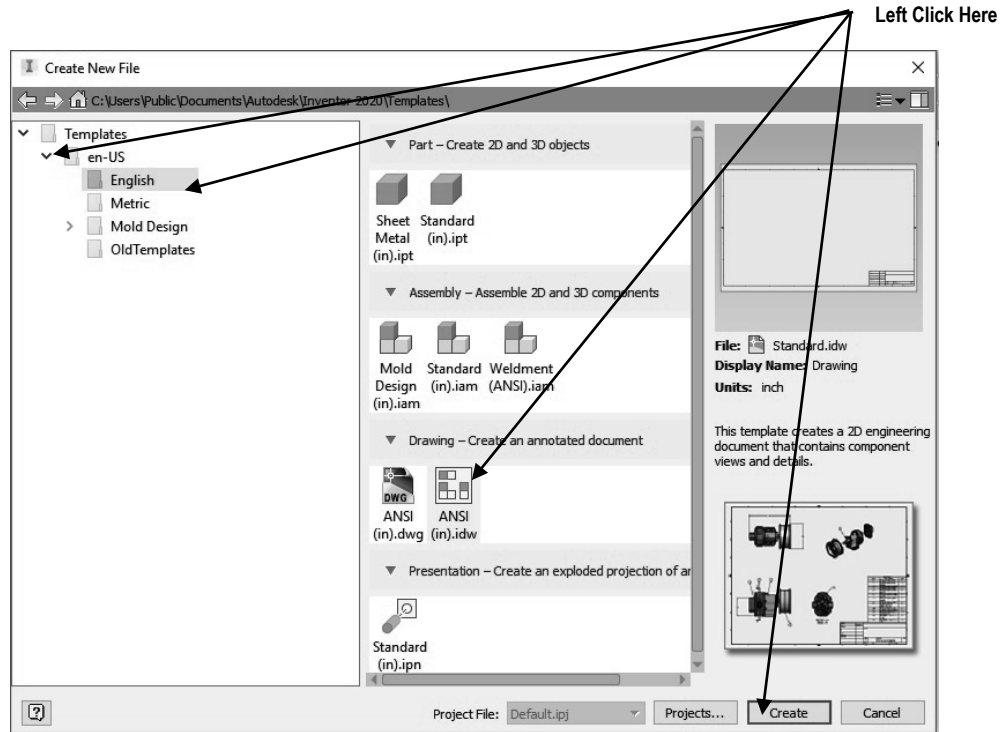 Left Click Here
Create New File
C:\Users\Public\Documents\Autodesk\Inventor 2020\Templates\
Templates
en-US
English
Metric
Mold Design
OldTemplates
Part – Create 2D and 3D objects
Sheet Metal (in).ipt
Standard (in).ipt
Assembly – Assemble 2D and 3D components
Mold Design (in).iam
Standard (in).iam
Weldment (ANSI).iam
Drawing – Create an annotated document
DWG
ANSI (in).dwg
ANSI (in).idw
Presentation – Create an exploded projection of
Standard (in).ipn
File: Standard.idw
Display Name: Drawing
Units: inch
This template creates a 2D engineering
document that contains component
views and details.
Project File: Default.ipj
Projects...
Create
Cancel